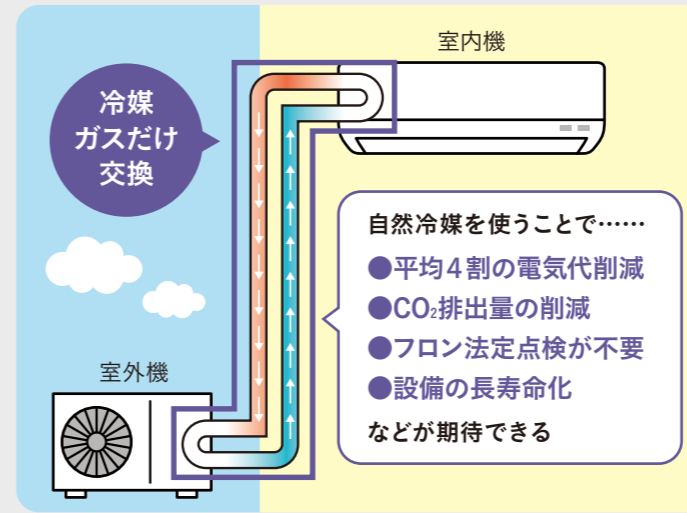 室内機
冷媒
ガスだけ
交換
自然冷媒を使うことで……
●平均4割の電気代削減
●CO₂排出量の削減
●フロン法定点検が不要
●設備の長寿命化
などが期待できる
室外機